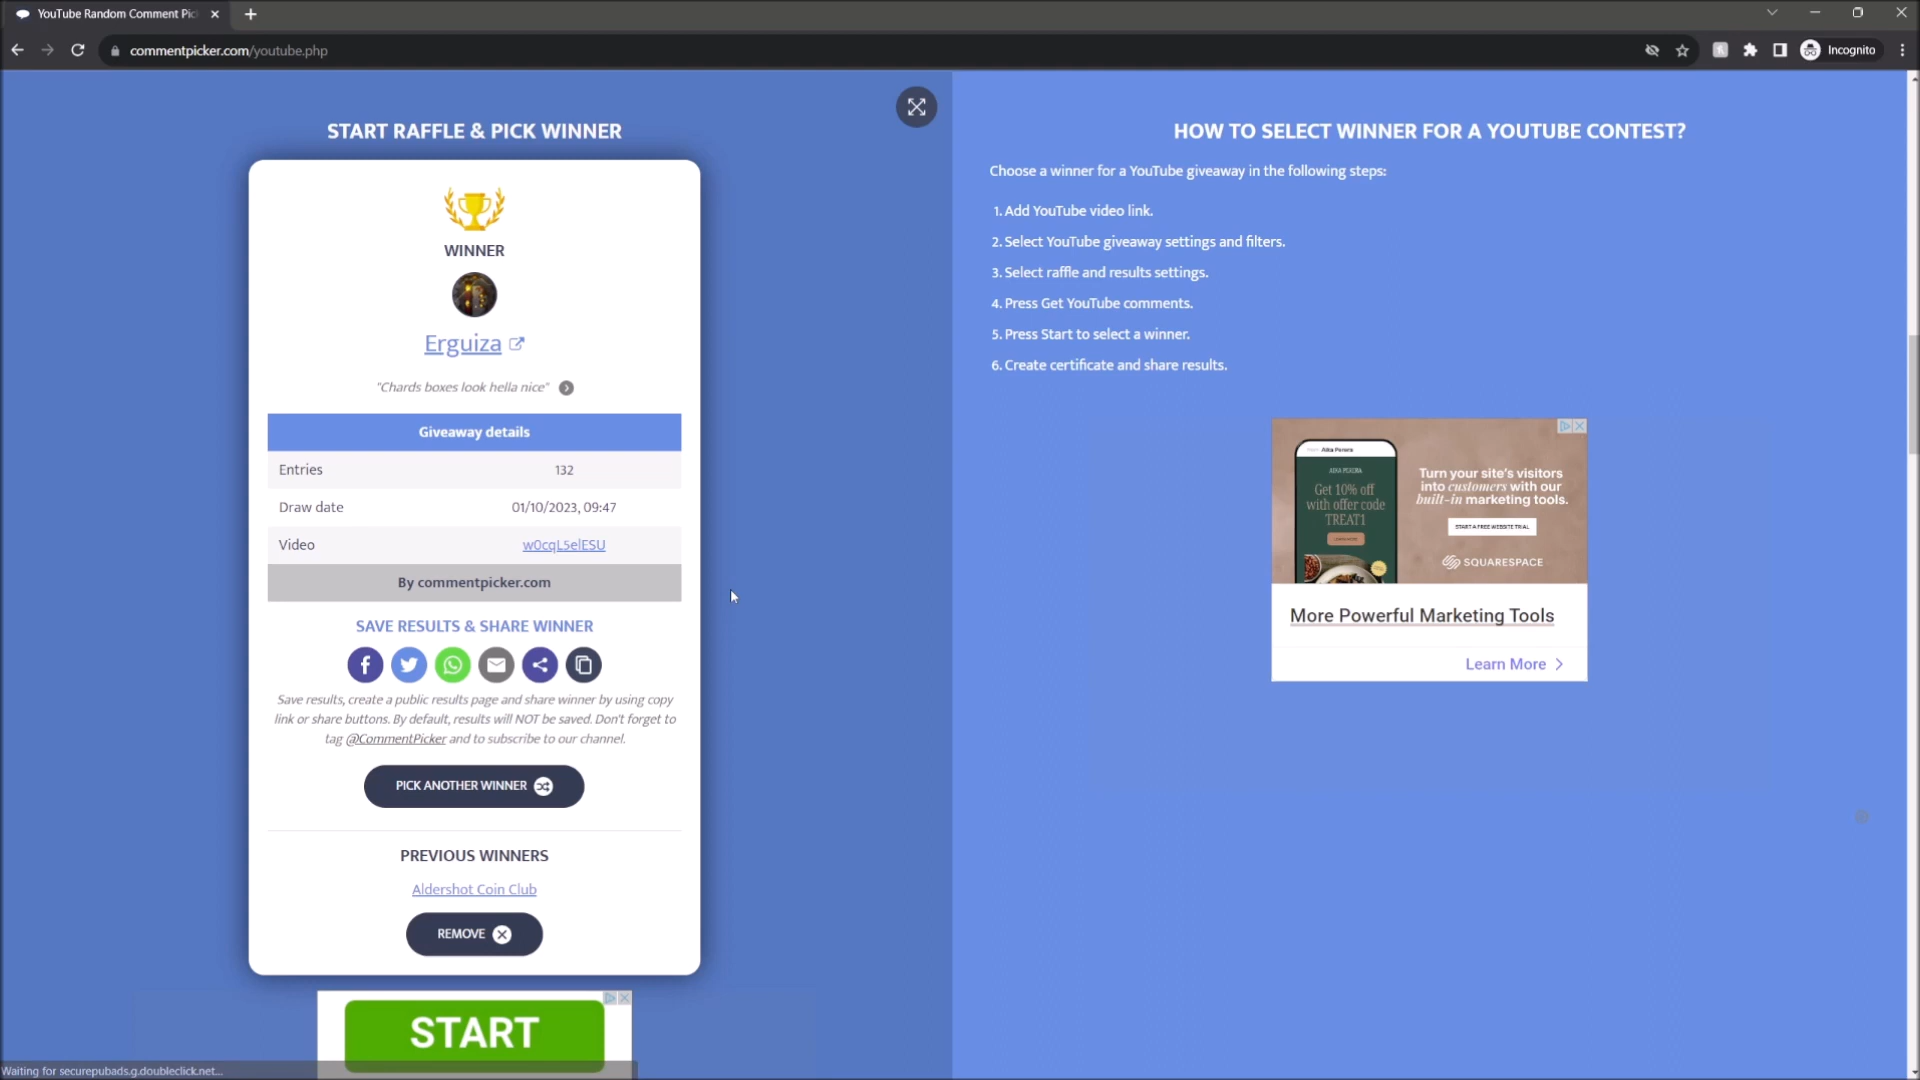 YouTube Random Comment Pic
commentpicker.com/youtube.php
Incognito
START RAFFLE & PICK WINNER
WINNER
Erguiza
"Chards boxes look hella nice"
Giveaway details
Entries 132
Draw date 01/10/2023, 09:47
Video w0cqL5elESU
By commentpicker.com
SAVE RESULTS & SHARE WINNER
Save results, create a public results page and share winner by using copy
link or share buttons. By default, results will NOT be saved. Don't forget to
tag @CommentPicker and to subscribe to our channel.
PICK ANOTHER WINNER
PREVIOUS WINNERS
Aldershot Coin Club
REMOVE
START
Waiting for securepubads.g.doubleclick.net...
HOW TO SELECT WINNER FOR A YOUTUBE CONTEST?
Choose a winner for a YouTube giveaway in the following steps:
1. Add YouTube video link.
2. Select YouTube giveaway settings and filters.
3. Select raffle and results settings.
4. Press Get YouTube comments.
5. Press Start to select a winner.
6. Create certificate and share results.
Get 10% off
with offer code
TREAT1
Turn your site's visitors
into customers with our
built-in marketing tools.
START A FREE WEBSITE TRIAL
SQUARESPACE
More Powerful Marketing Tools
Learn More